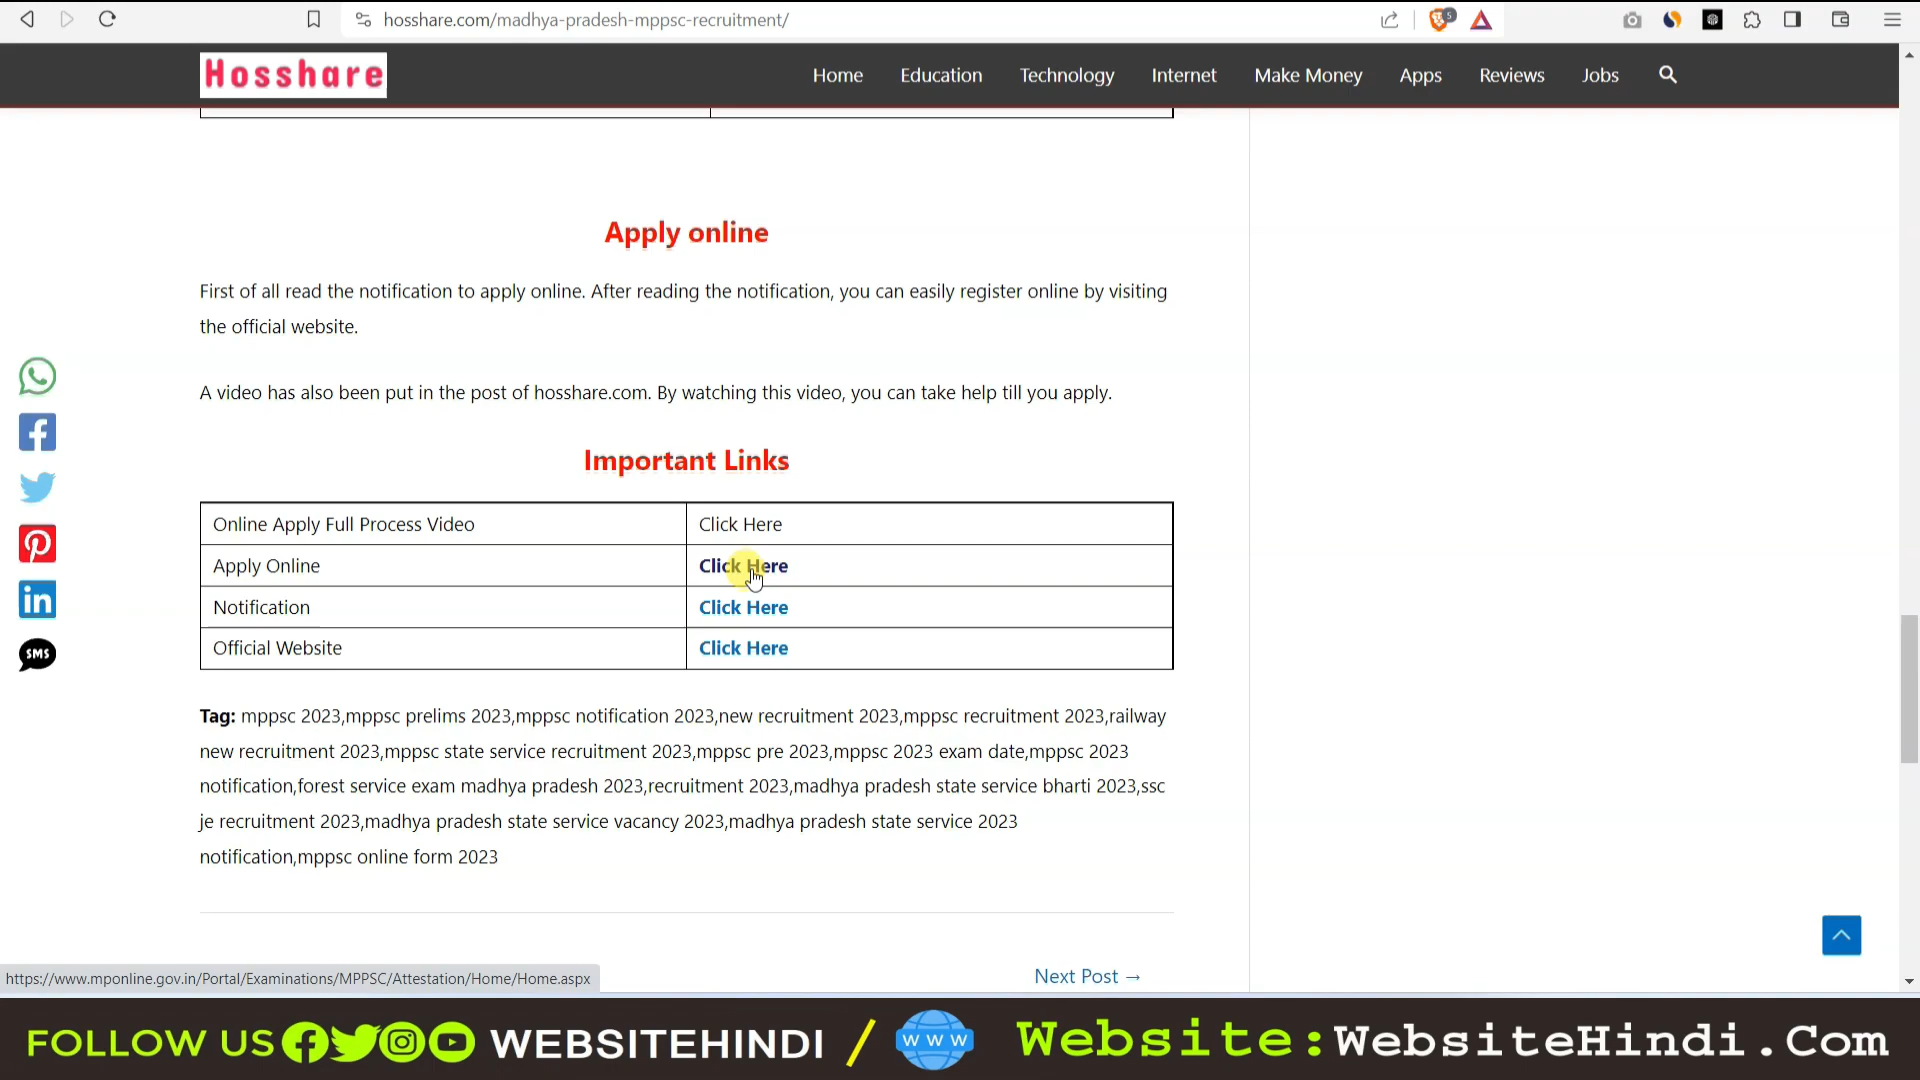 hosshare.com/madhya-pradesh-mppsc-recruitment/
5
Hosshare
Home Education Technology Internet Make Money Apps Reviews Jobs
Apply online
First of all read the notification to apply online. After reading the notification, you can easily register online by visiting
the official website.
A video has also been put in the post of hosshare.com. By watching this video, you can take help till you apply.
Important Links
Online Apply Full Process Video Click Here
Apply Online Click Here
Notification Click Here
Official Website Click Here
SMS
Tag: mppsc 2023,mppsc prelims 2023,mppsc notification 2023,new recruitment 2023,mppsc recruitment 2023,railway
new recruitment 2023,mppsc state service recruitment 2023,mppsc pre 2023,mppsc 2023 exam date,mppsc 2023
notification,forest service exam madhya pradesh 2023,recruitment 2023,madhya pradesh state service bharti 2023,ssc
je recruitment 2023,madhya pradesh state service vacancy 2023,madhya pradesh state service 2023
notification,mppsc online form 2023
Next Post →
https://www.mponline.gov.in/Portal/Examinations/MPPSC/Attestation/Home/Home.aspx
FOLLOW US WEBSITEHINDI / WWW Website:WebsiteHindi.Com